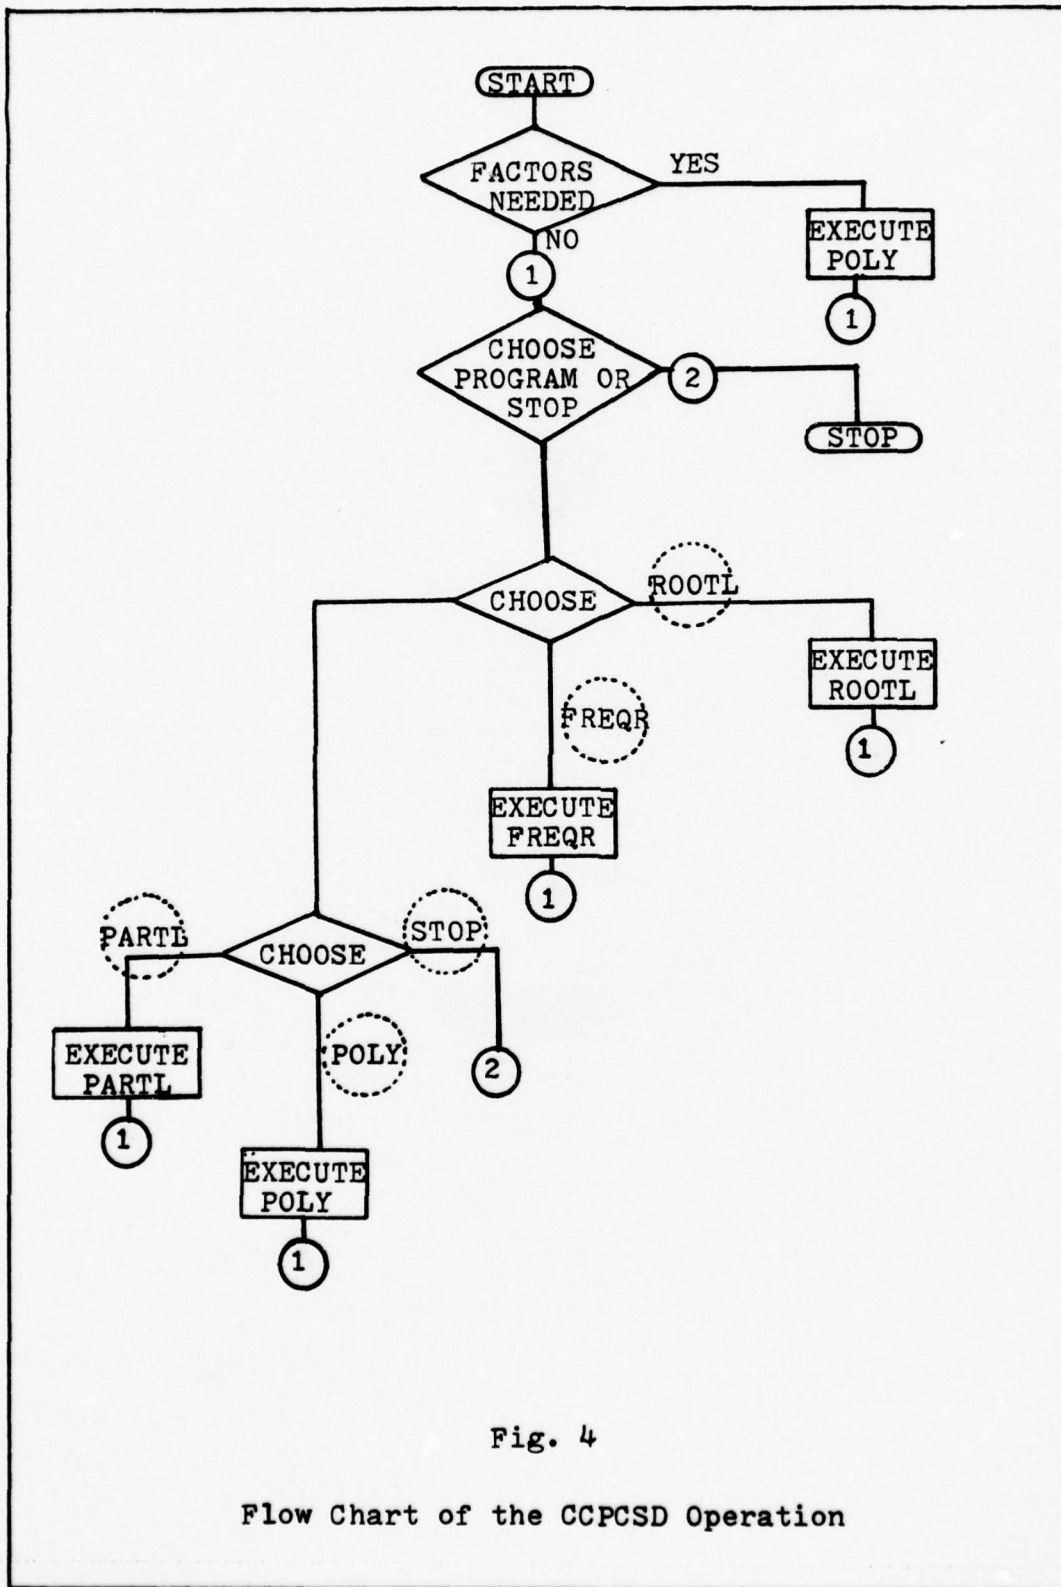 START
FACTORS
NEEDED
YES
NO
EXECUTE
POLY
1
1
CHOOSE
PROGRAM OR
STOP
2
STOP
CHOOSE
ROOTL
EXECUTE
ROOTL
1
FREQR
EXECUTE
FREQR
1
PARTL
CHOOSE
STOP
EXECUTE
PARTL
1
POLY
2
EXECUTE
POLY
1
Fig. 4
Flow Chart of the CCPCSD Operation